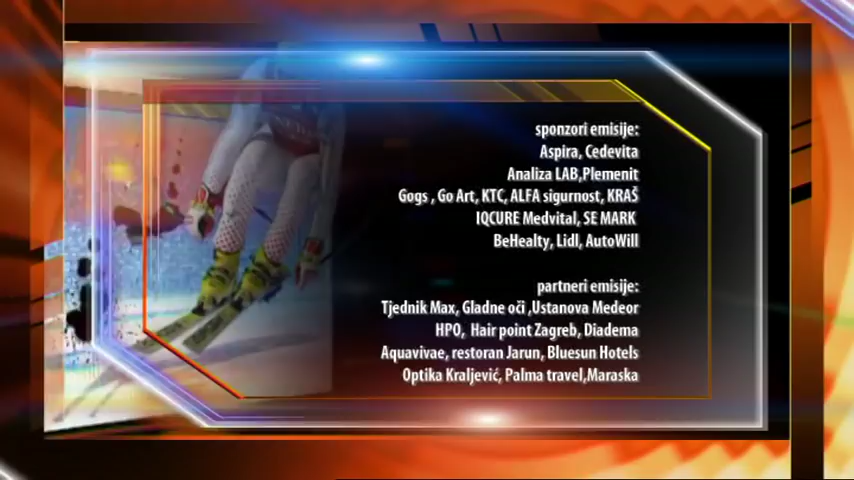 sponzori emisije:
Aspira, Cedevita
Analiza LAB,Plemenit
Gogs , Go Art, KTC, ALFA sigurnost, KRAŠ
IQCURE Medvital, SE MARK
BeHealty, Lidl, AutoWill
partneri emisije:
Tjednik Max, Gladne oči ,Ustanova Medeor
HPO, Hair point Zagreb, Diadema
Aquavivae, restoran Jarun, Bluesun Hotels
Optika Kraljević, Palma travel,Maraska